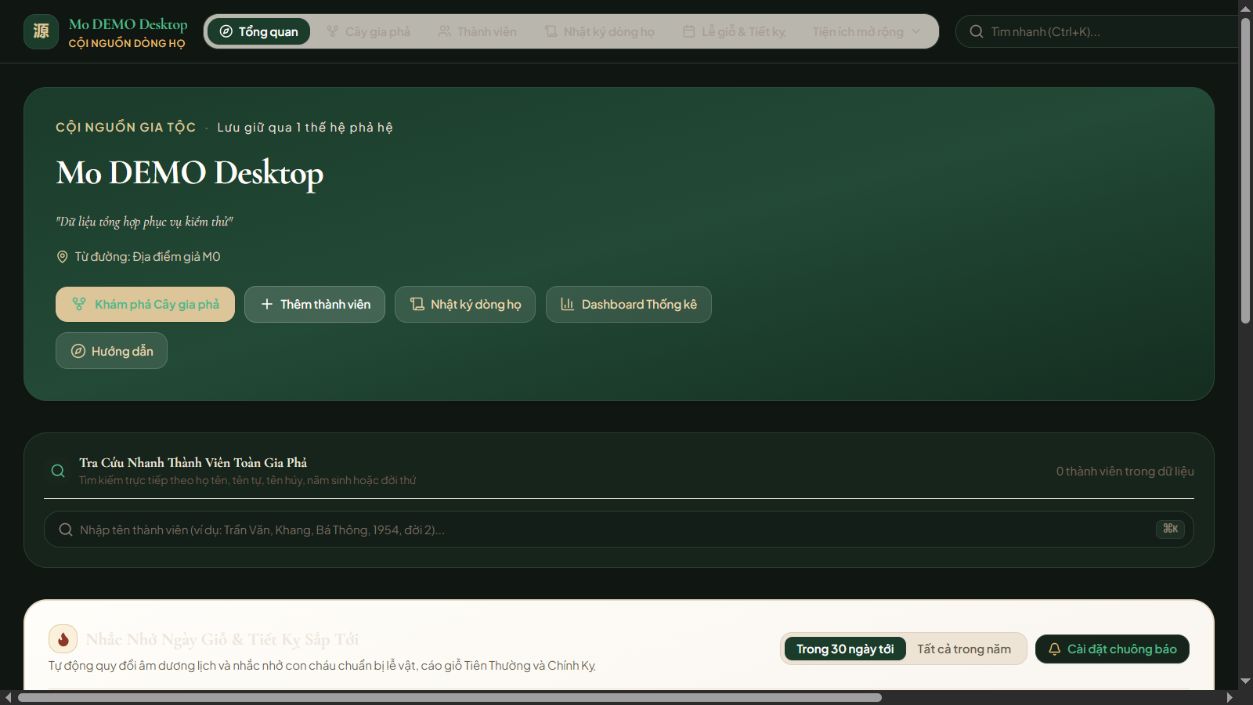 源 Mo DEMO Desktop
CỘI NGUỒN DÒNG HỌ
Tổng quan Cây gia phả Thành viên Nhật ký dòng họ Lễ giỗ & Tiết kỵ Tiện ích mở rộng
Tìm nhanh (Ctrl+K)...
CỘI NGUỒN GIA TỘC - Lưu giữ qua 1 thế hệ phả hệ
Mo DEMO Desktop
"Dữ liệu tổng hợp phục vụ kiểm thử"
Từ đường: Địa điểm giả M0
Khám phá Cây gia phả Thêm thành viên Nhật ký dòng họ Dashboard Thống kê
Hướng dẫn
Tra Cứu Nhanh Thành Viên Toàn Gia Phả
Tìm kiếm trực tiếp theo họ tên, tên tự, tên húy, năm sinh hoặc đời thứ
0 thành viên trong dữ liệu
Nhập tên thành viên (ví dụ: Trần Văn, Khang, Bá Thông, 1954, đời 2)... ⌘K
Nhắc Nhở Ngày Giỗ & Tiết Kỵ Sắp Tới
Tự động quy đổi âm dương lịch và nhắc nhở con cháu chuẩn bị lễ vật, cáo giỗ Tiên Thường và Chính Kỵ.
Trong 30 ngày tới Tất cả trong năm Cài đặt chuông báo